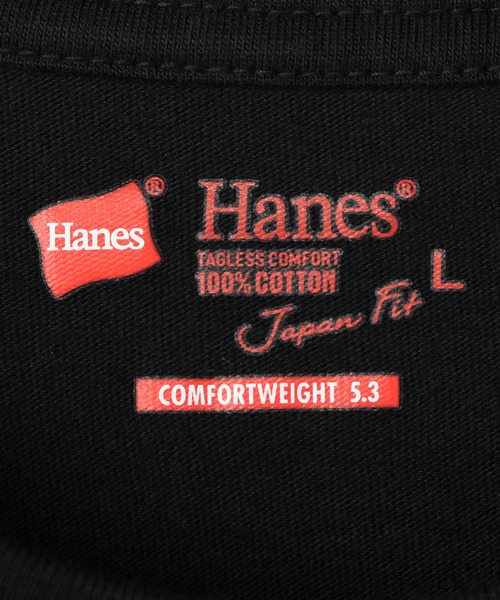 Hanes®
Hanes®
TAGLESS COMFORT
100% COTTON
L
Japan Fit
COMFORTWEIGHT 5.3